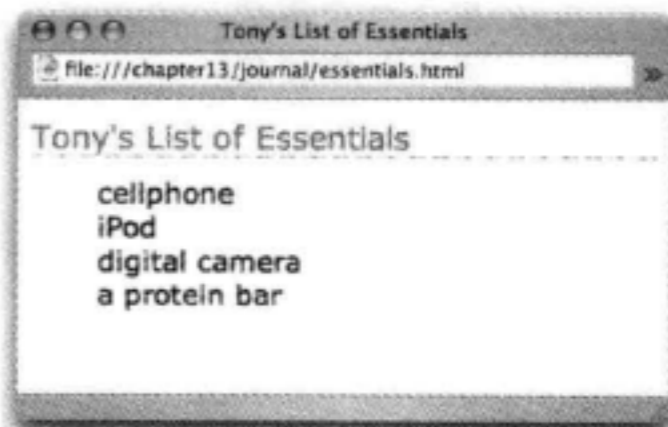 Tony's List of Essentials
file:///chapter13/journal/essentials.html
»
Tony's List of Essentials
cellphone
iPod
digital camera
a protein bar